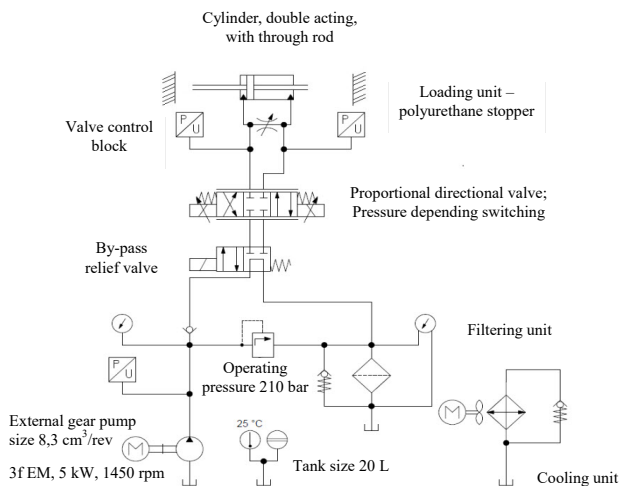 Cylinder, double acting,
with through rod
Loading unit –
polyurethane stopper
P
U
P
U
Valve control
block
Proportional directional valve;
Pressure depending switching
By-pass
relief valve
Filtering unit
P
U
Operating
pressure 210 bar
External gear pump
size 8,3 cm³/rev
3f EM, 5 kW, 1450 rpm
M
25 °C
Tank size 20 L
M
Cooling unit